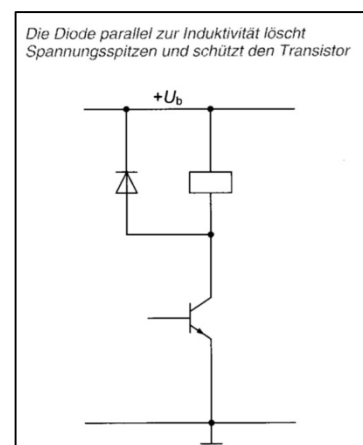 Die Diode parallel zur Induktivität löscht
Spannungsspitzen und schützt den Transistor
+Ub